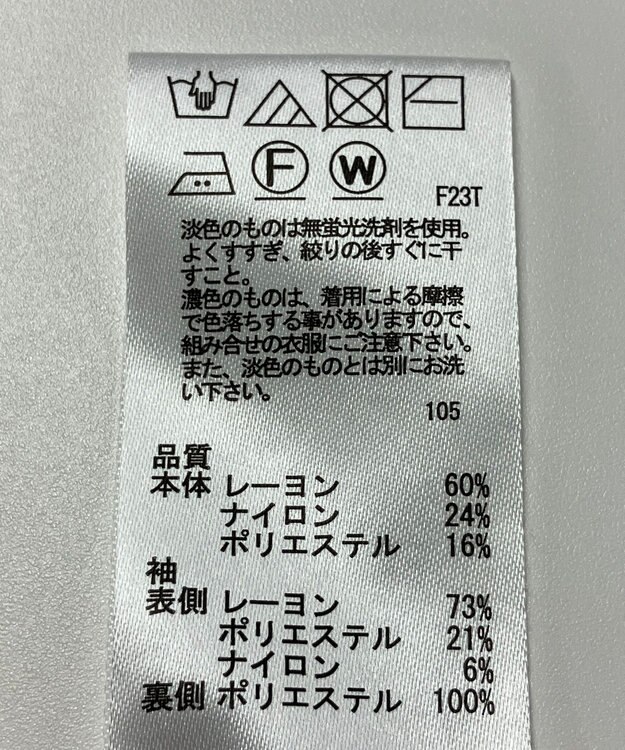 F W F23T
淡色のものは無蛍光洗剤を使用。
よくすすぎ、絞りの後すぐに干
すこと。
濃色のものは、着用による摩擦
で色落ちする事がありますので、
組み合せの衣服にご注意下さい。
また、淡色のものとは別にお洗
い下さい。
105
品質
本体 レーヨン 60%
ナイロン 24%
ポリエステル 16%
袖
表側 レーヨン 73%
ポリエステル 21%
ナイロン 6%
裏側 ポリエステル 100%